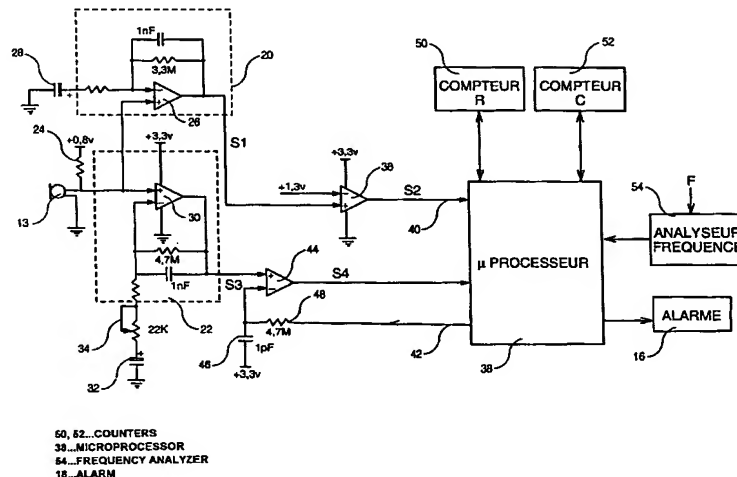 50
52
28
1nF
3,3M
20
26
COMPTEUR
R
COMPTEUR
C
24
+0,8v
+3,3v
S1
+3,3v
36
+1,3v
S2
40
F
54
ANALYSEUR
FREQUENCE
13
30
µ PROCESSEUR
4,7M
1nF
44
S3
S4
48
22
34
22K
4,7M
46
1pF
42
ALARME
16
32
+3,3v
38
50, 52...COUNTERS
38...MICROPROCESSOR
54...FREQUENCY ANALYZER
16...ALARM